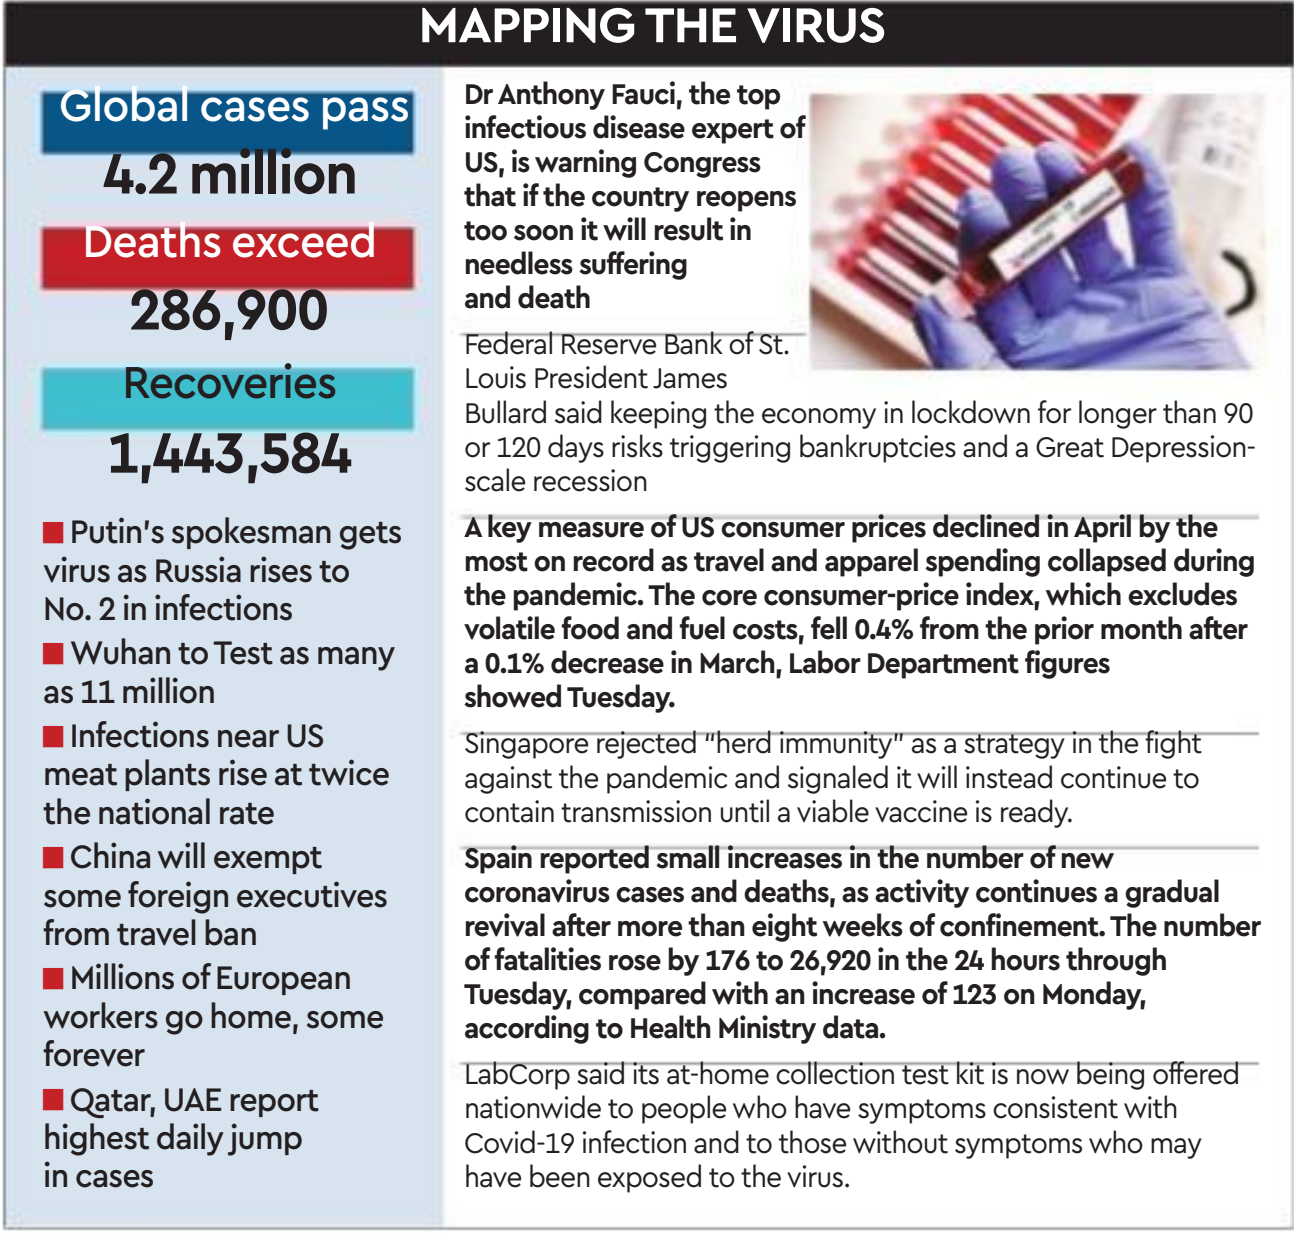 MAPPING THE VIRUS
Global cases pass
4.2 million
Deaths exceed
286,900
Recoveries
1,443,584
■ Putin's spokesman gets
virus as Russia rises to
No. 2 in infections
■ Wuhan to Test as many
as 11 million
■ Infections near US
meat plants rise at twice
the national rate
■ China will exempt
some foreign executives
from travel ban
■ Millions of European
workers go home, some
forever
■ Qatar, UAE report
highest daily jump
in cases
Dr Anthony Fauci, the top
infectious disease expert of
US, is warning Congress
that if the country reopens
too soon it will result in
needless suffering
and death
Federal Reserve Bank of St.
Louis President James
Bullard said keeping the economy in lockdown for longer than 90
or 120 days risks triggering bankruptcies and a Great Depression-
scale recession
A key measure of US consumer prices declined in April by the
most on record as travel and apparel spending collapsed during
the pandemic. The core consumer-price index, which excludes
volatile food and fuel costs, fell 0.4% from the prior month after
a 0.1% decrease in March, Labor Department figures
showed Tuesday.
Singapore rejected "herd immunity" as a strategy in the fight
against the pandemic and signaled it will instead continue to
contain transmission until a viable vaccine is ready.
Spain reported small increases in the number of new
coronavirus cases and deaths, as activity continues a gradual
revival after more than eight weeks of confinement. The number
of fatalities rose by 176 to 26,920 in the 24 hours through
Tuesday, compared with an increase of 123 on Monday,
according to Health Ministry data.
LabCorp said its at-home collection test kit is now being offered
nationwide to people who have symptoms consistent with
Covid-19 infection and to those without symptoms who may
have been exposed to the virus.